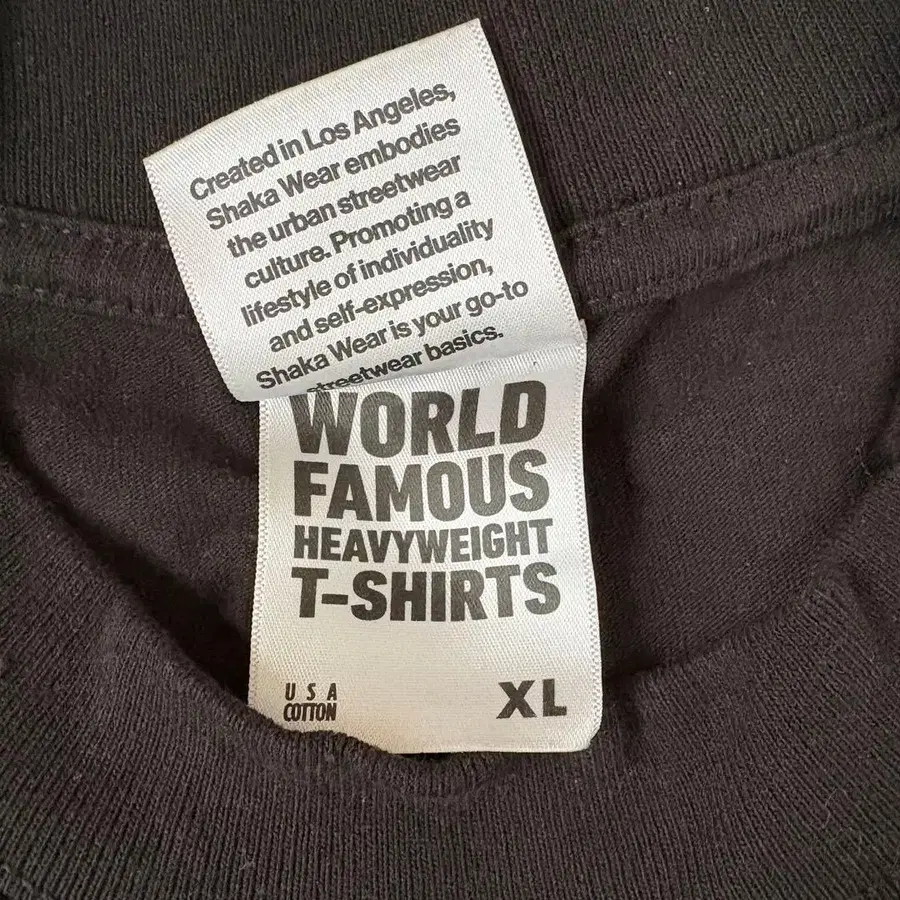 Created in Los Angeles,
Shaka Wear embodies
the urban streetwear
culture. Promoting a
lifestyle of individuality
and self-expression,
Shaka Wear is your go-to
streetwear basics.
WORLD
FAMOUS
HEAVYWEIGHT
T-SHIRTS
USA
COTTON
XL